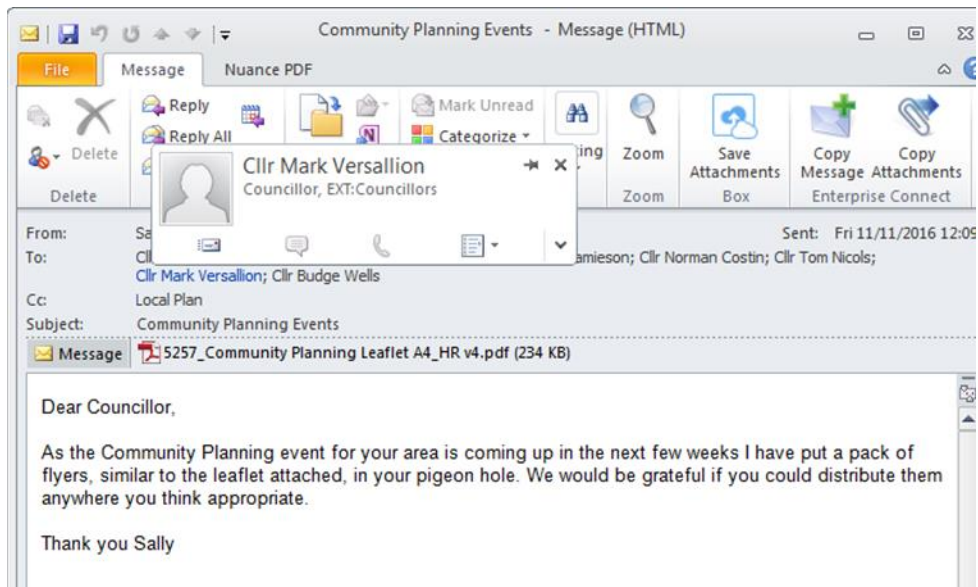 Community Planning Events - Message (HTML)
File Message Nuance PDF
Reply
Mark Unread
Reply All
Categorize
Delete
Zoom
Save Attachments
Copy Message
Copy Attachments
Delete
Zoom
Box
Enterprise Connect
Cllr Mark Versallion
Councillor, EXT:Councillors
From:
Sent: Fri 11/11/2016 12:09
To:
Cllr Norman Costin; Cllr Tom Nicols;
Cllr Mark Versallion; Cllr Budge Wells
Cc: Local Plan
Subject: Community Planning Events
Message 5257_Community Planning Leaflet A4_HR v4.pdf (234 KB)
Dear Councillor,
As the Community Planning event for your area is coming up in the next few weeks I have put a pack of
flyers, similar to the leaflet attached, in your pigeon hole. We would be grateful if you could distribute them
anywhere you think appropriate.
Thank you Sally